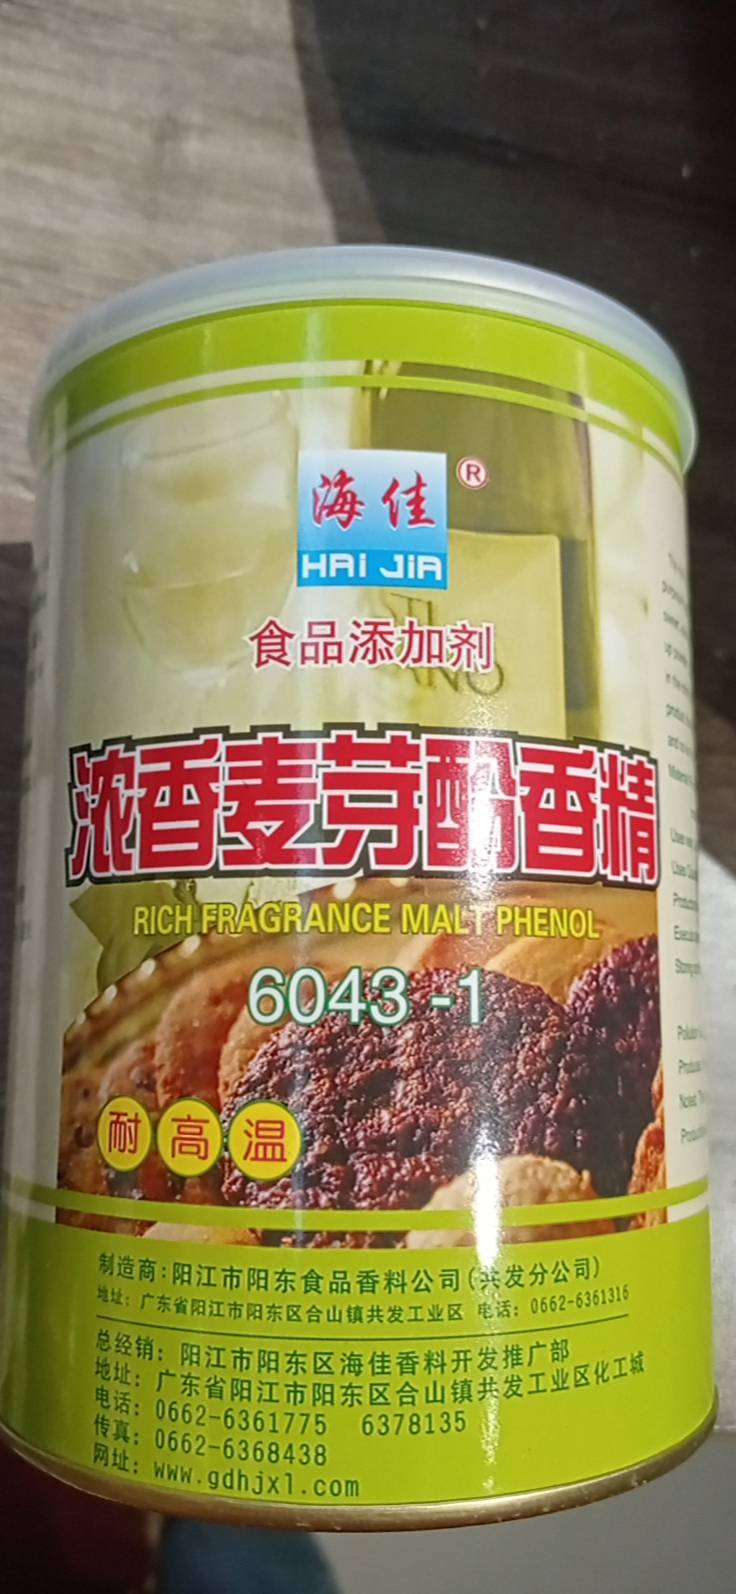 海佳®
HAi JiA
食品添加剂
浓香麦芽酚香精
RICH FRAGRANCE MALT PHENOL
6043-1
耐高温
制造商:阳江市阳东食品香料公司(共发分公司)
地址: 广东省阳江市阳东区合山镇共发工业区 电话: 0662-6361316
总经销: 阳江市阳东区海佳香料开发推广部
地址: 广东省阳江市阳东区合山镇共发工业区化工城
电话: 0662-6361775 6378135
传真: 0662-6368438
网址: www.gdhjxl.com